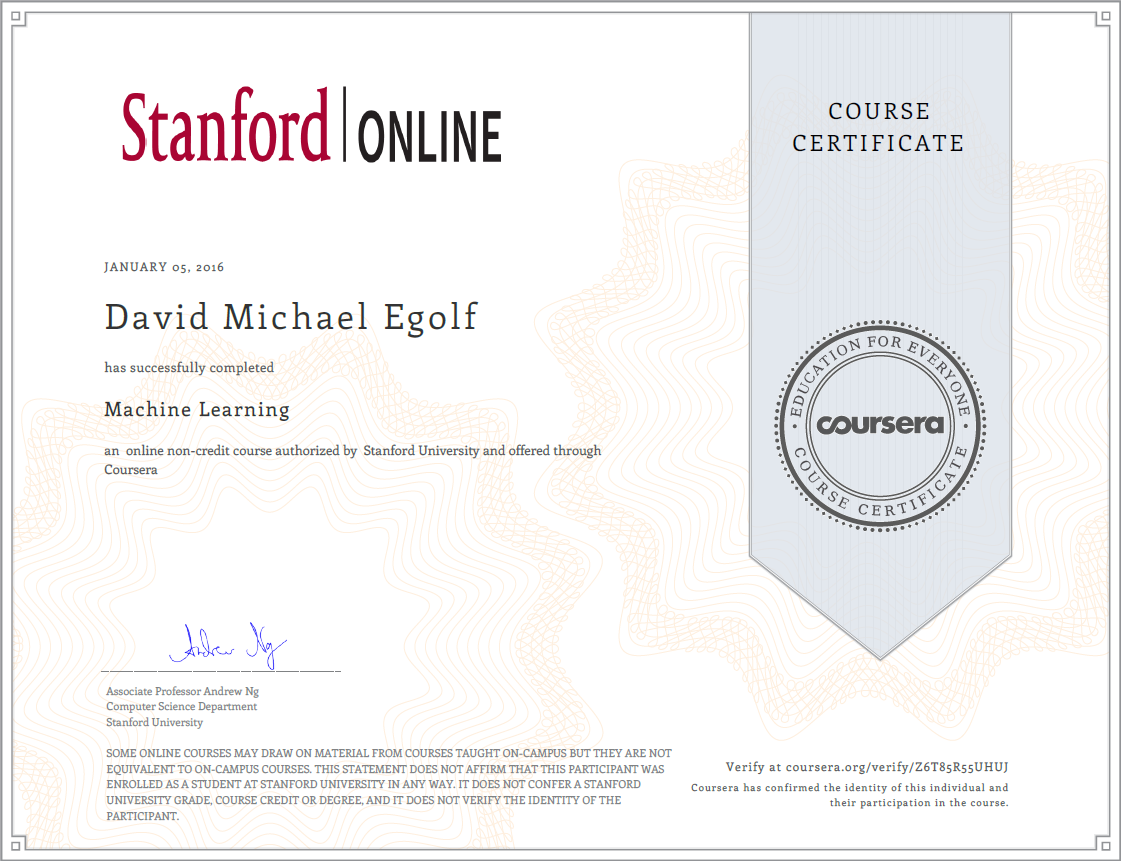 Stanford ONLINE
COURSE
CERTIFICATE
JANUARY 05, 2016
David Michael Egolf
has successfully completed
Machine Learning
an online non-credit course authorized by Stanford University and offered through
Coursera
EDUCATION FOR EVERYONE
coursera
COURSE CERTIFICATE
Andrew Ng
Associate Professor Andrew Ng
Computer Science Department
Stanford University
SOME ONLINE COURSES MAY DRAW ON MATERIAL FROM COURSES TAUGHT ON-CAMPUS BUT THEY ARE NOT
EQUIVALENT TO ON-CAMPUS COURSES. THIS STATEMENT DOES NOT AFFIRM THAT THIS PARTICIPANT WAS
ENROLLED AS A STUDENT AT STANFORD UNIVERSITY IN ANY WAY. IT DOES NOT CONFER A STANFORD
UNIVERSITY GRADE, COURSE CREDIT OR DEGREE, AND IT DOES NOT VERIFY THE IDENTITY OF THE
PARTICIPANT.
Verify at coursera.org/verify/Z6T85R55UHUJ
Coursera has confirmed the identity of this individual and
their participation in the course.